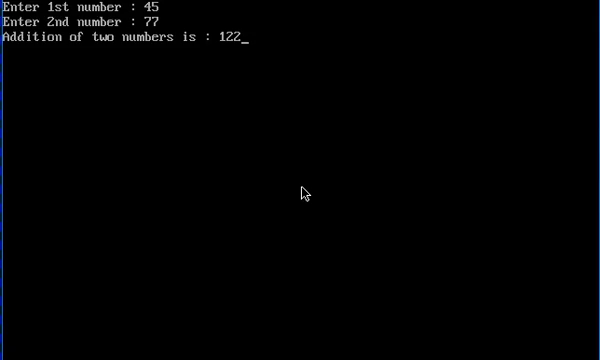 Enter 1st number : 45
Enter 2nd number : 77
Addition of two numbers is : 122_